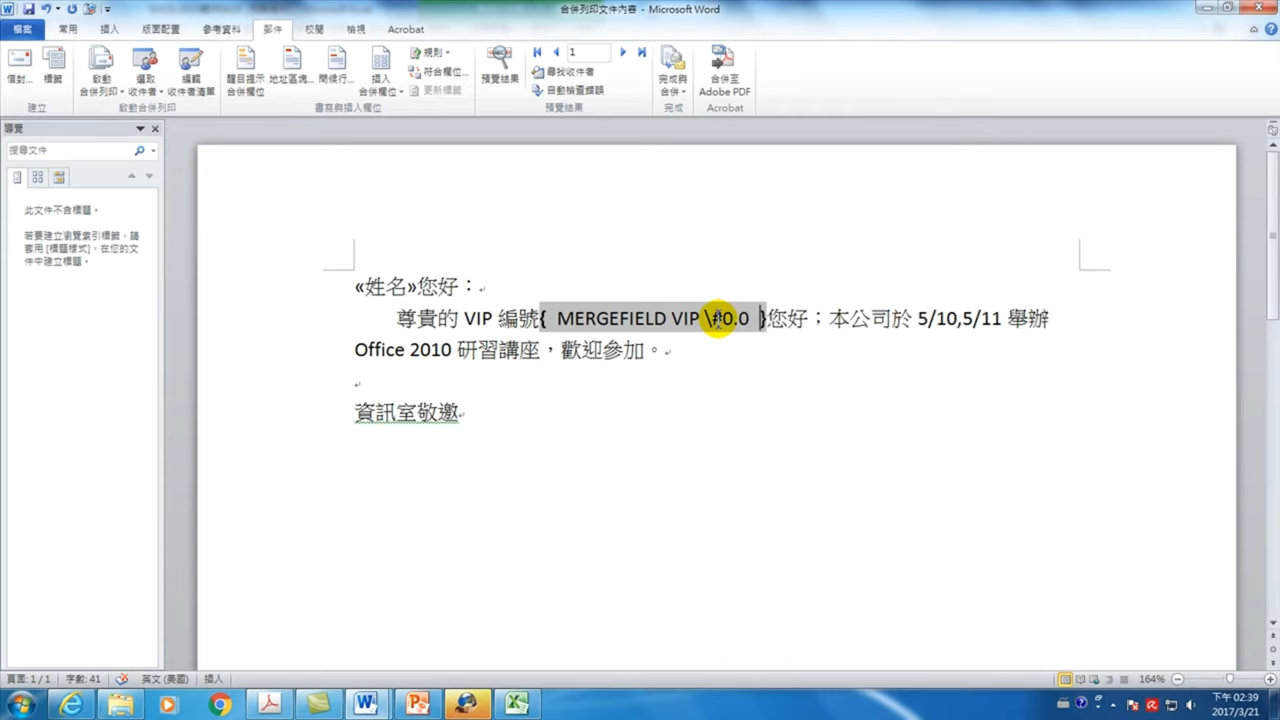 合併列印文件內容 - Microsoft Word
檔案 常用 插入 版面配置 參考資料 郵件 校閱 檢視 Acrobat
信封... 標籤 啟動合併列印 選取收件者 編輯收件者清單 醒目提示合併欄位 地址區塊... 問候行... 插入合併欄位 規則 符合欄位... 更新標籤 預覽結果 1 尋找收件者 自動檢查錯誤 完成與合併 合併至 Adobe PDF
建立 啟動合併列印 書寫與插入欄位 預覽結果 完成 Acrobat
導覽
搜尋文件
此文件不含標題。
若要建立瀏覽索引標籤，請
套用 [標題樣式]，在您的文
件中建立標題。
«姓名»您好：
尊貴的 VIP 編號{ MERGEFIELD VIP \#0.0 }您好；本公司於 5/10,5/11 舉辦
Office 2010 研習講座，歡迎參加。
資訊室敬邀
頁面: 1/1 字數: 41 英文 (美國) 插入 164%
下午 02:39
2017/3/21